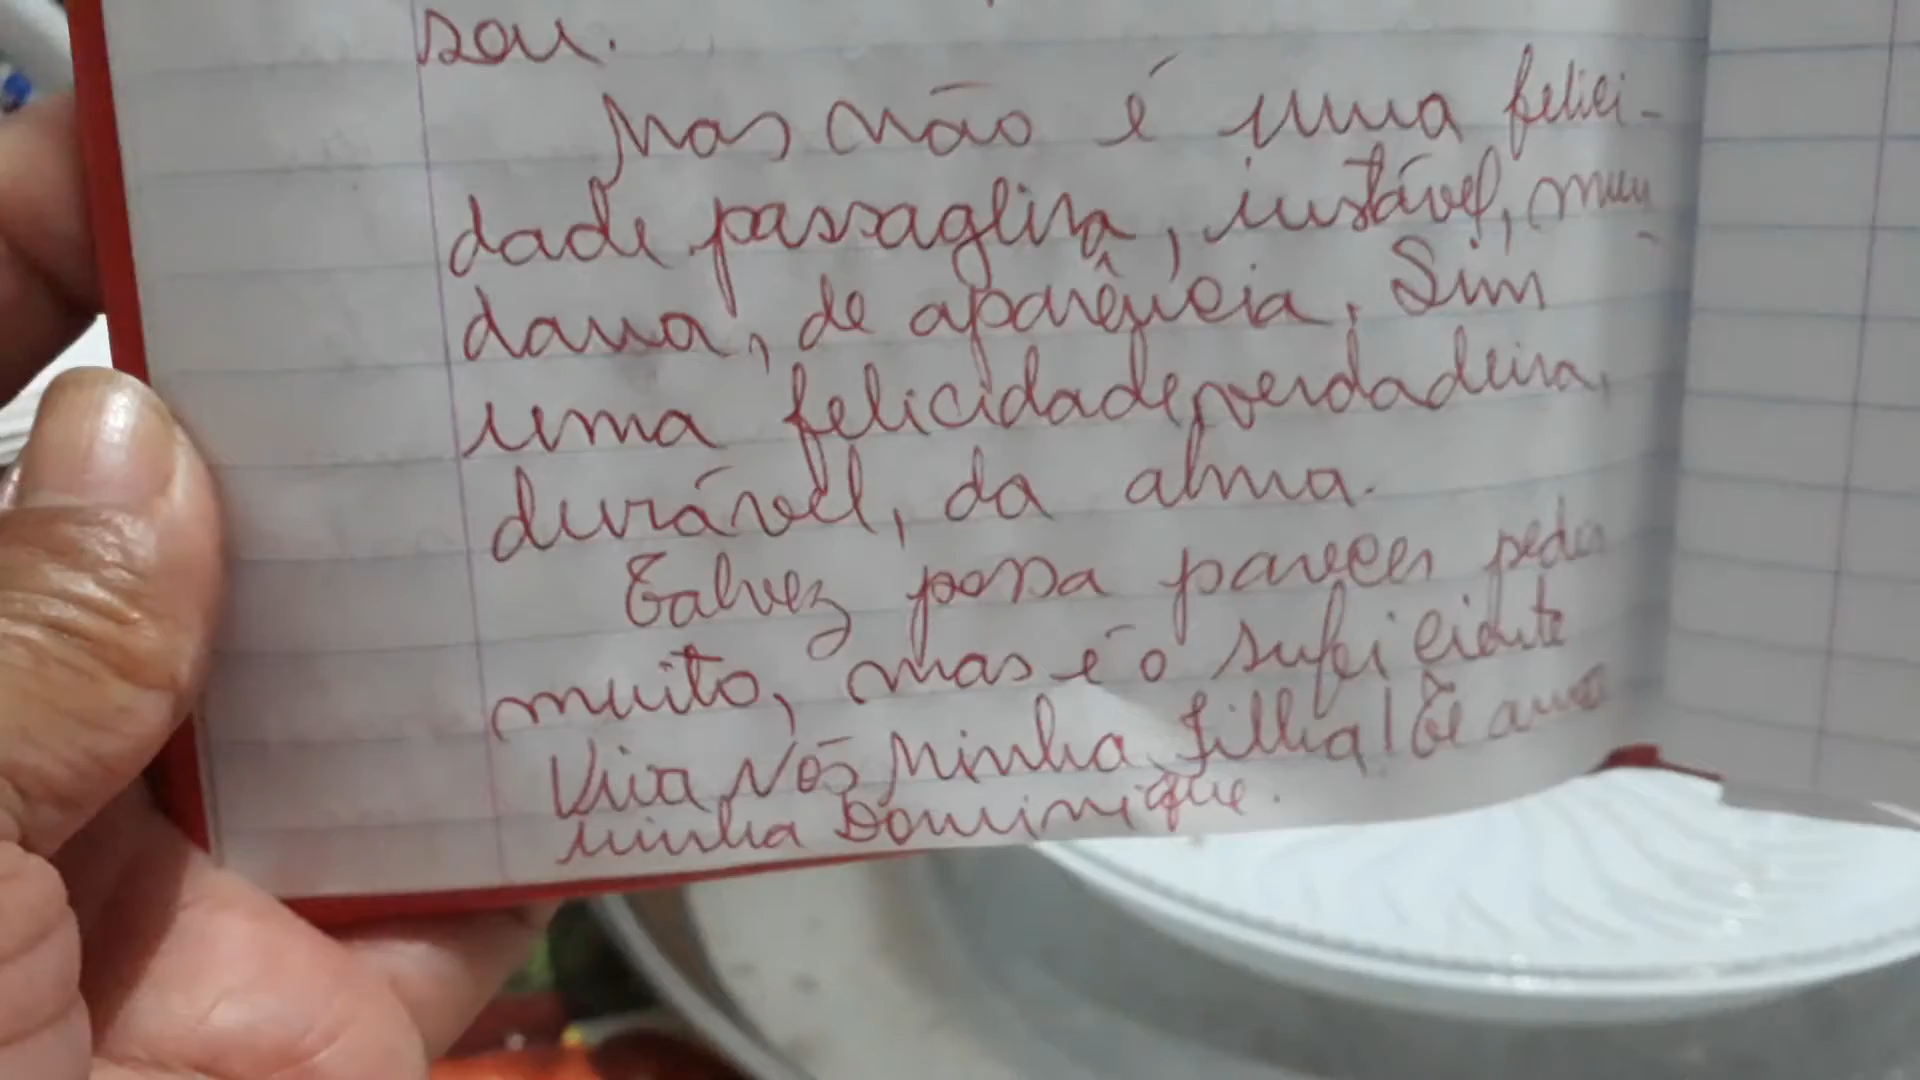 sou.
Mas não é uma felici-
dade passageira, instável, mun-
dana, de aparência. Sim
uma felicidade verdadeira,
durável, da alma.
Talvez possa parecer pedir
muito, mas é o suficiente
Viva Nós Minha Filha! Te amo
minha Dominique.